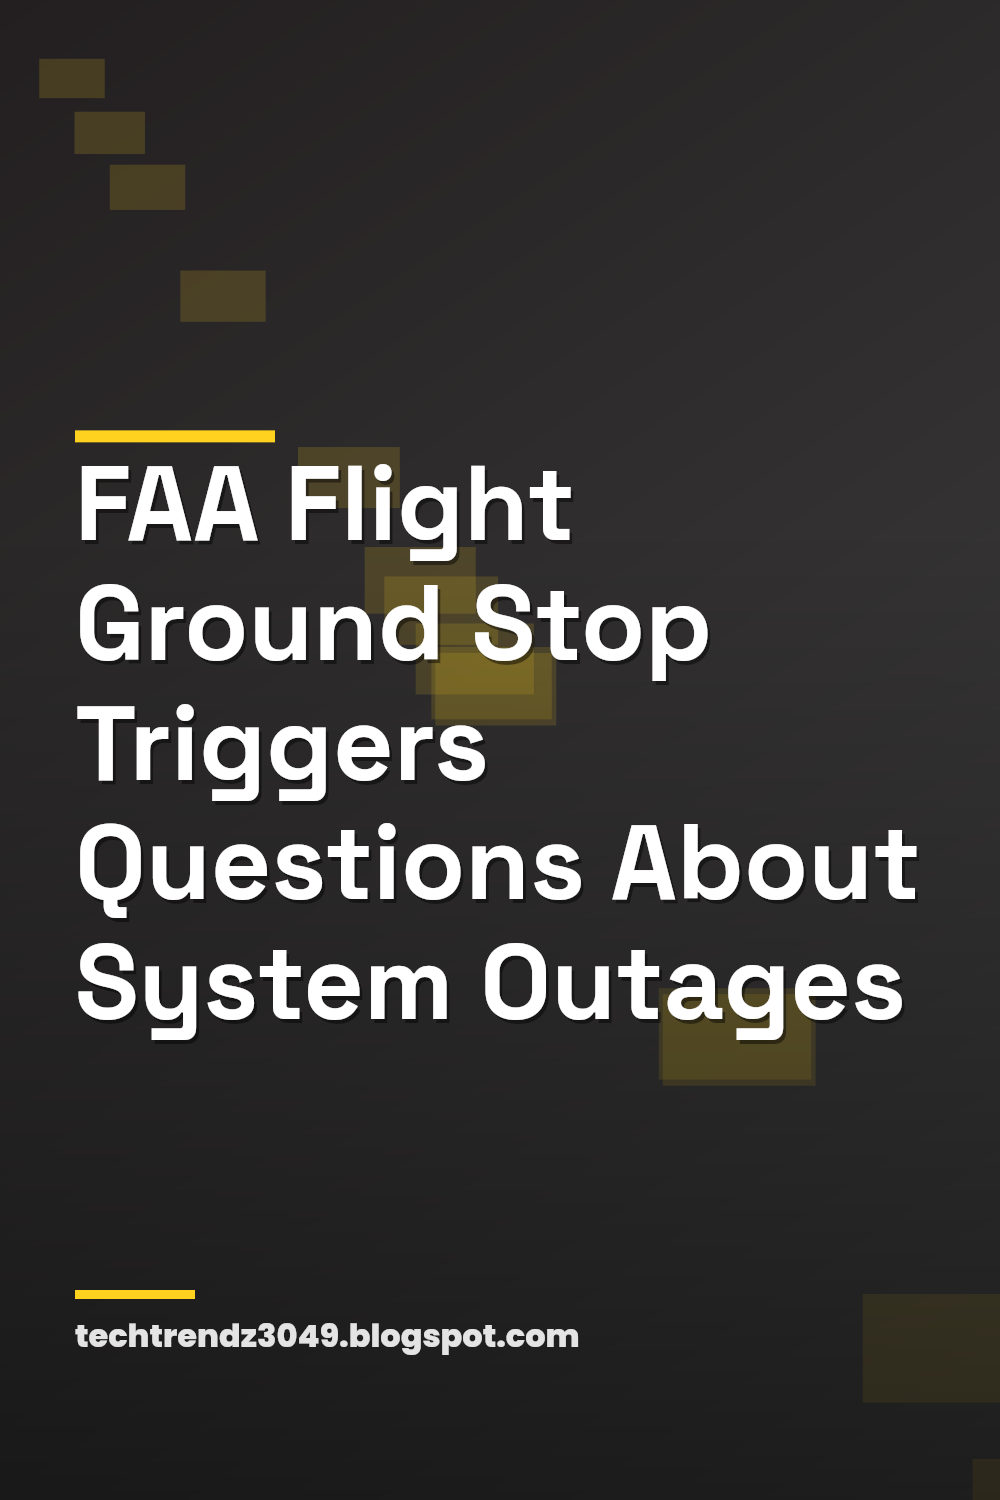 FAA Flight
Ground Stop
Triggers
Questions About
System Outages
techtrendz3049.blogspot.com